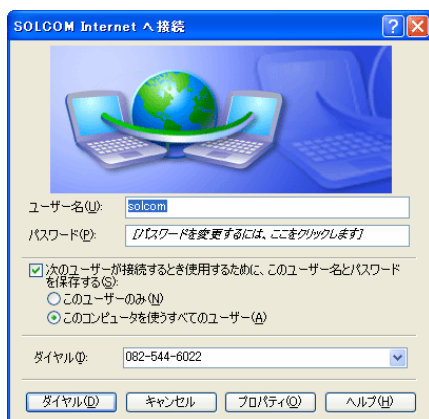 SOLCOM Internet へ接続
ユーザー名(U): solcom
パスワード(P): [パスワードを変更するには、ここをクリックします]
次のユーザーが接続するとき使用するために、このユーザー名とパスワード
を保存する(S):
このユーザーのみ(N)
このコンピュータを使うすべてのユーザー(A)
ダイヤル(I): 082-544-6022
ダイヤル(D) キャンセル プロパティ(O) ヘルプ(H)